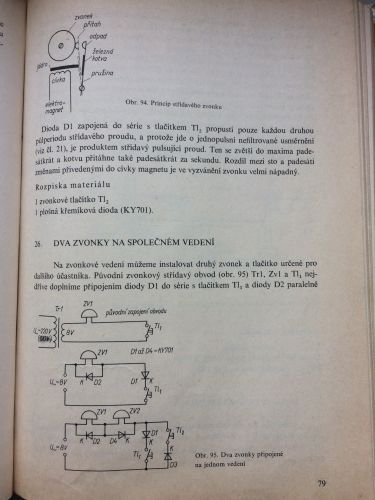 zvonek
přítah
odpad
železná
kotva
jádro
cívka
pružina
elektro-
magnet
Obr. 94. Princip střídavého zvonku
Dioda D1 zapojená do série s tlačítkem Tl₂ propustí pouze každou druhou
půlperiodu střídavého proudu, a protože jde o jednopulsní nefiltrované usměrnění
(viz čl. 21), je produktem střídavý pulsující proud. Ten se zvětší do maxima pade-
sátkrát a kotvu přitáhne také padesátkrát za sekundu. Rozdíl mezi sto a padesáti
změnami přivedenými do cívky magnetu je ve vyzvánění zvonku velmi nápadný.
Rozpiska materiálu
1 zvonkové tlačítko Tl₂
1 plošná křemíková dioda (KY701).
26. DVA ZVONKY NA SPOLEČNÉM VEDENÍ
Na zvonkové vedení můžeme instalovat druhý zvonek a tlačítko určené pro
dalšího účastníka. Původní zvonkový střídavý obvod (obr. 95) Tr1, Zv1 a Tl₁ nej-
dříve doplníme připojením diody D1 do série s tlačítkem Tl₁ a diody D2 paralelně
Tr1
ZV1
původní zapojení obvodu
U~=220V
8V
Tl₁
ZV1
D1 až D4=KY701
U~=8V
K D2
D1
K
Tl₁
ZV1 ZV2
U~=8V
K D2 D4 K
D1
K
Tl₁
Tl₂
K
D3
Obr. 95. Dva zvonky připojené
na jednom vedení
79